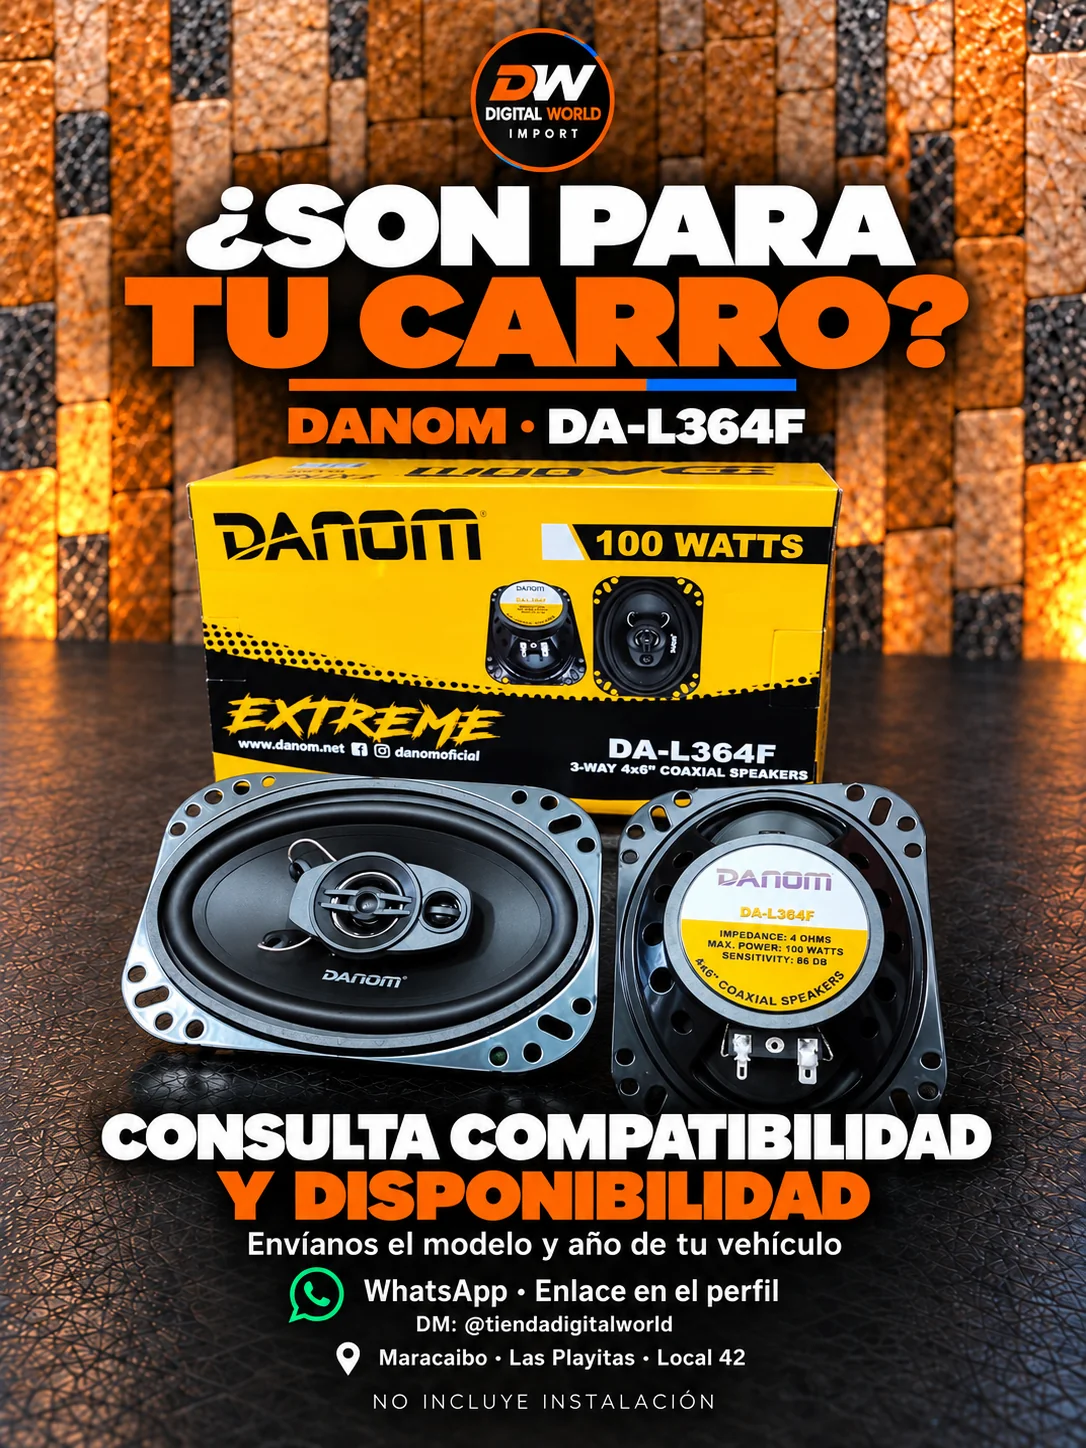 DW
DIGITAL WORLD
IMPORT
¿SON PARA
TU CARRO?
DANOM • DA-L364F
DANOM
DANOM®
100 WATTS
EXTREME
www.danom.net danomoficial
DA-L364F
3-WAY 4x6" COAXIAL SPEAKERS
DANOM®
DANOM
DA-L364F
IMPEDANCE: 4 OHMS
MAX. POWER: 100 WATTS
SENSITIVITY: 86 DB
4x6" COAXIAL SPEAKERS
CONSULTA COMPATIBILIDAD
Y DISPONIBILIDAD
Envíanos el modelo y año de tu vehículo
WhatsApp • Enlace en el perfil
DM: @tiendadigitalworld
Maracaibo • Las Playitas • Local 42
NO INCLUYE INSTALACIÓN